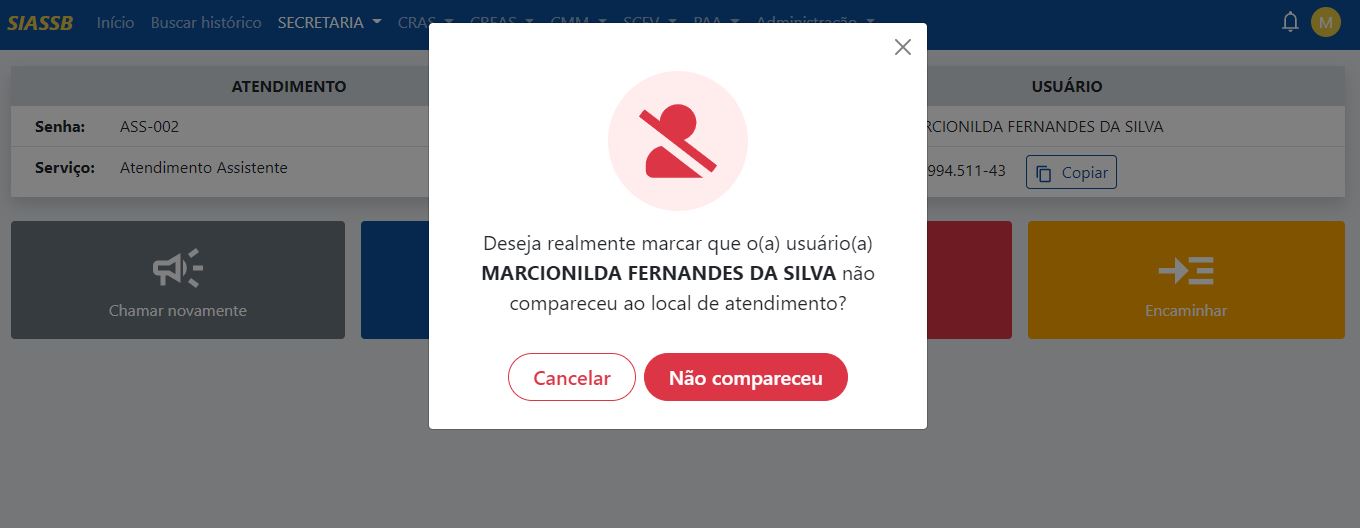 SIASSB Início Buscar histórico SECRETARIA CRAS CREAS CMM SCFV PAA Administração M
ATENDIMENTO USUÁRIO
Senha: ASS-002 RCIONILDA FERNANDES DA SILVA
Serviço: Atendimento Assistente 994.511-43 Copiar
Deseja realmente marcar que o(a) usuário(a)
MARCIONILDA FERNANDES DA SILVA não
compareceu ao local de atendimento?
Chamar novamente Encaminhar
Cancelar Não compareceu